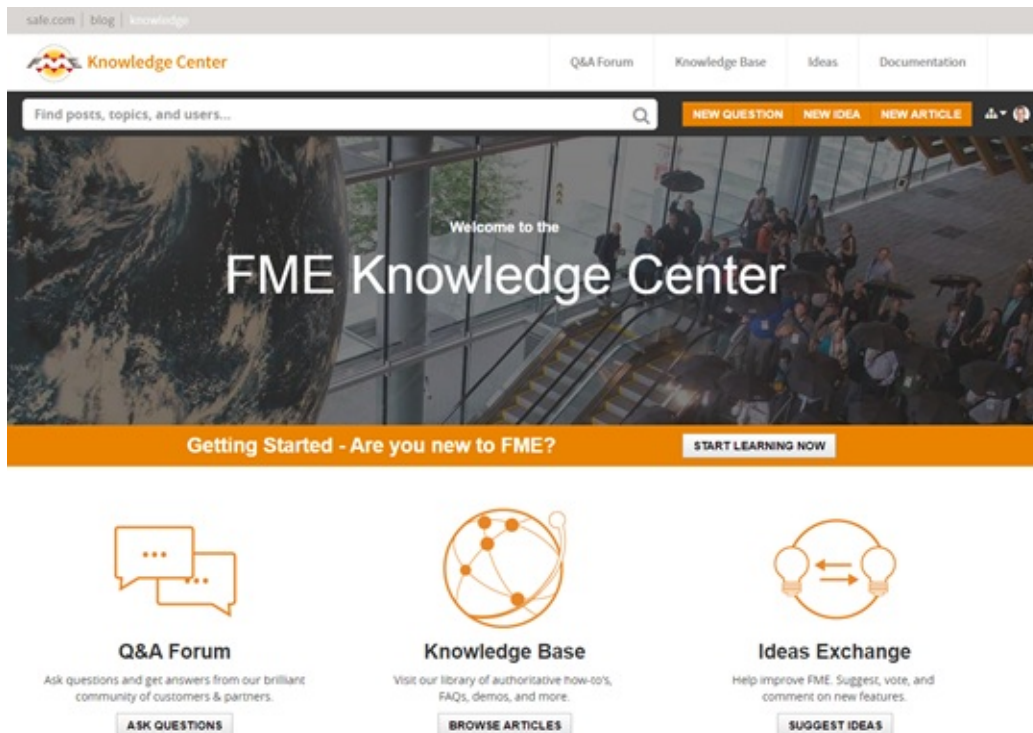 safe.com | blog | knowledge
FME Knowledge Center
Q&A Forum
Knowledge Base
Ideas
Documentation
Find posts, topics, and users...
NEW QUESTION
NEW IDEA
NEW ARTICLE
Welcome to the
FME Knowledge Center
Getting Started - Are you new to FME?
START LEARNING NOW
Q&A Forum
Ask questions and get answers from our brilliant
community of customers & partners.
ASK QUESTIONS
Knowledge Base
Visit our library of authoritative how-to's,
FAQs, demos, and more.
BROWSE ARTICLES
Ideas Exchange
Help improve FME. Suggest, vote, and
comment on new features.
SUGGEST IDEAS